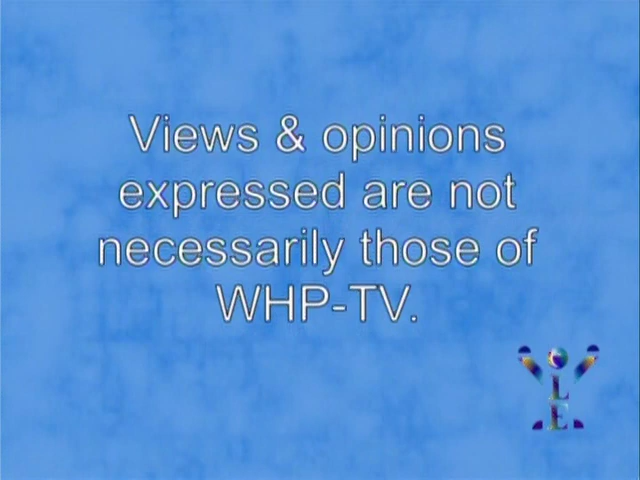 Views & opinions
expressed are not
necessarily those of
WHP-TV.
L
E